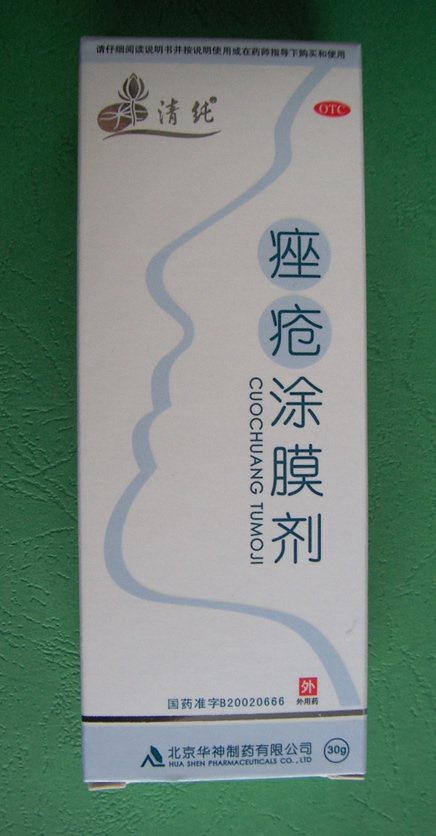 请仔细阅读说明书并按说明使用或在药师指导下购买和使用
清纯®
OTC
痤疮涂膜剂
CUOCHUANG TUMOJI
外
国药准字B20020666
外用药
北京华神制药有限公司
HUA SHEN PHARMACEUTICALS CO.,LTD
30g